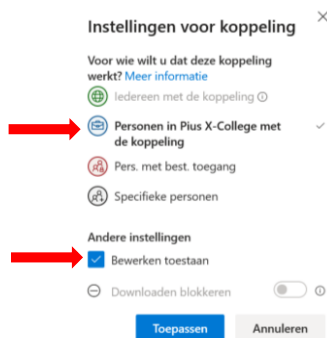 Instellingen voor koppeling
Voor wie wilt u dat deze koppeling
werkt? Meer informatie
Iedereen met de koppeling
Personen in Pius X-College met
de koppeling
Pers. met best. toegang
Specifieke personen
Andere instellingen
Bewerken toestaan
Downloaden blokkeren
Toepassen Annuleren